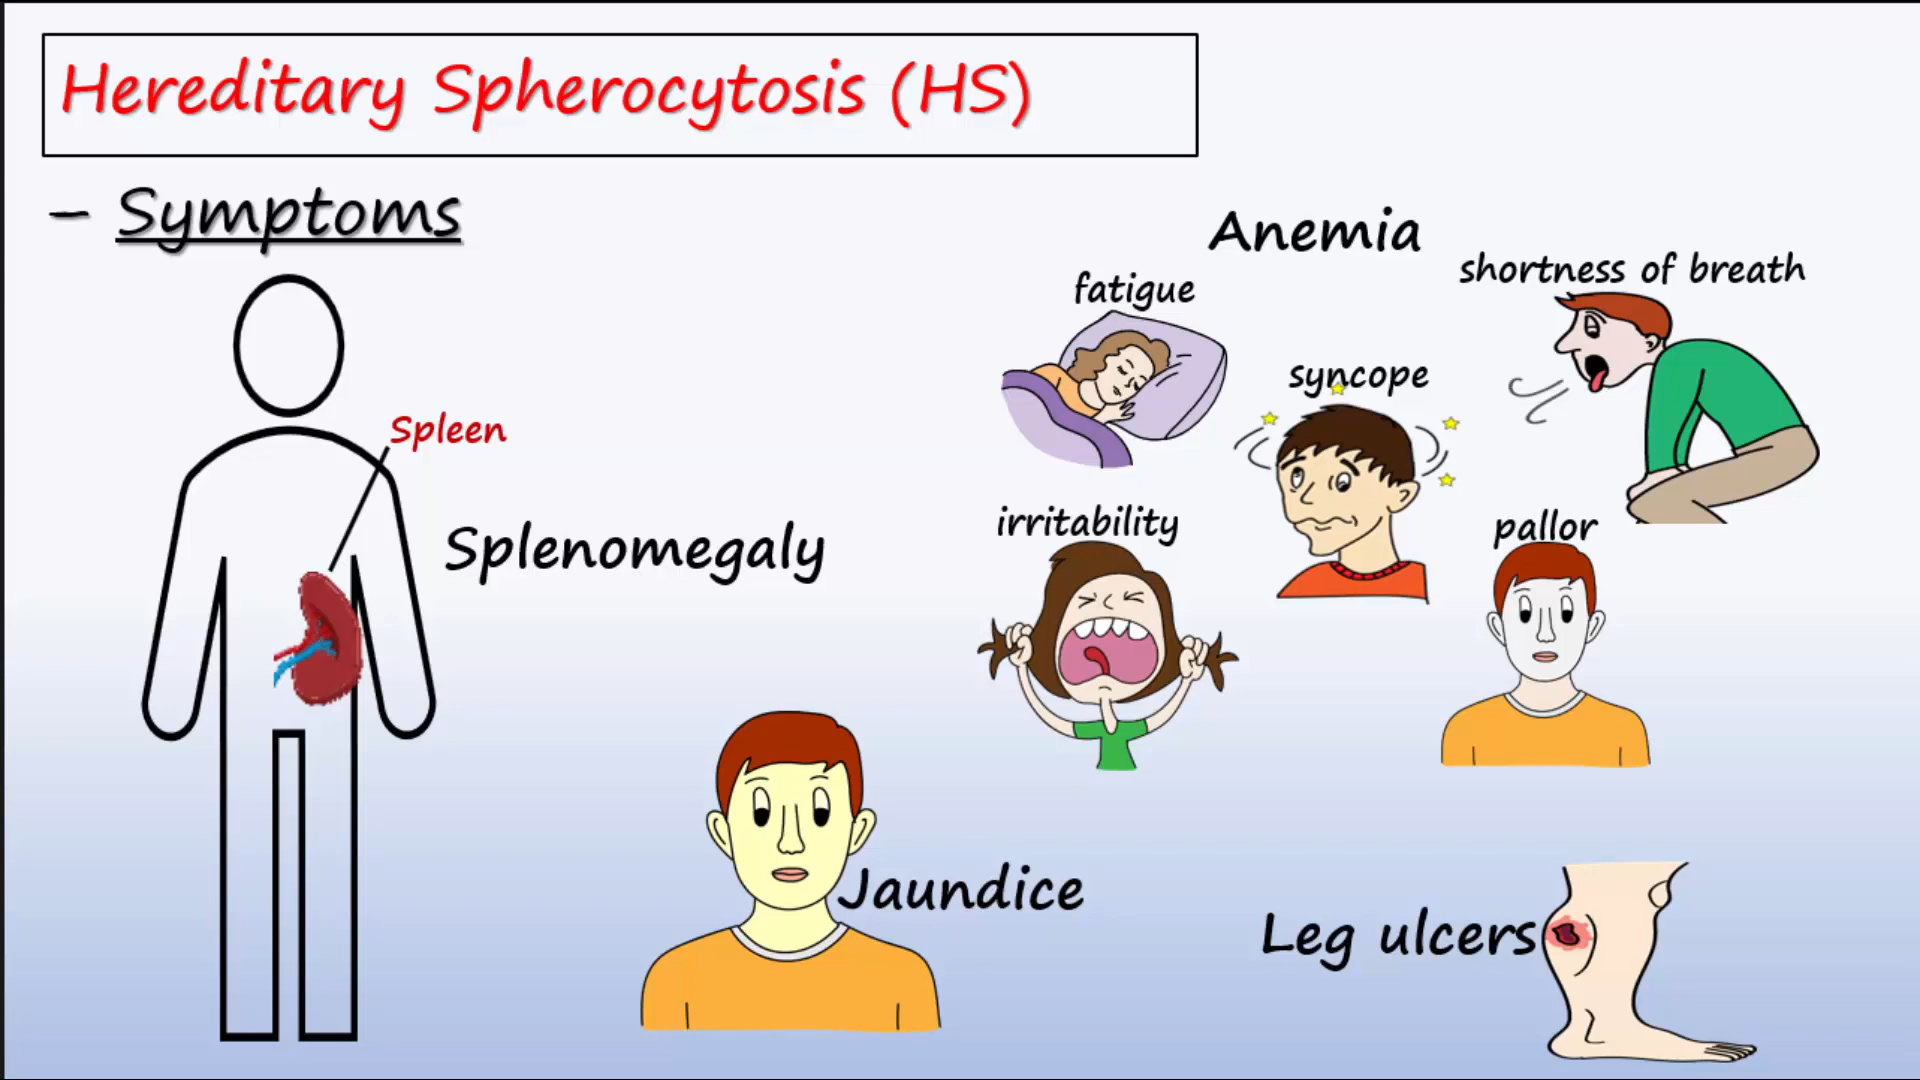 Hereditary Spherocytosis (HS)
– Symptoms
Spleen
Splenomegaly
Anemia
fatigue
shortness of breath
syncope
irritability
pallor
Jaundice
Leg ulcers